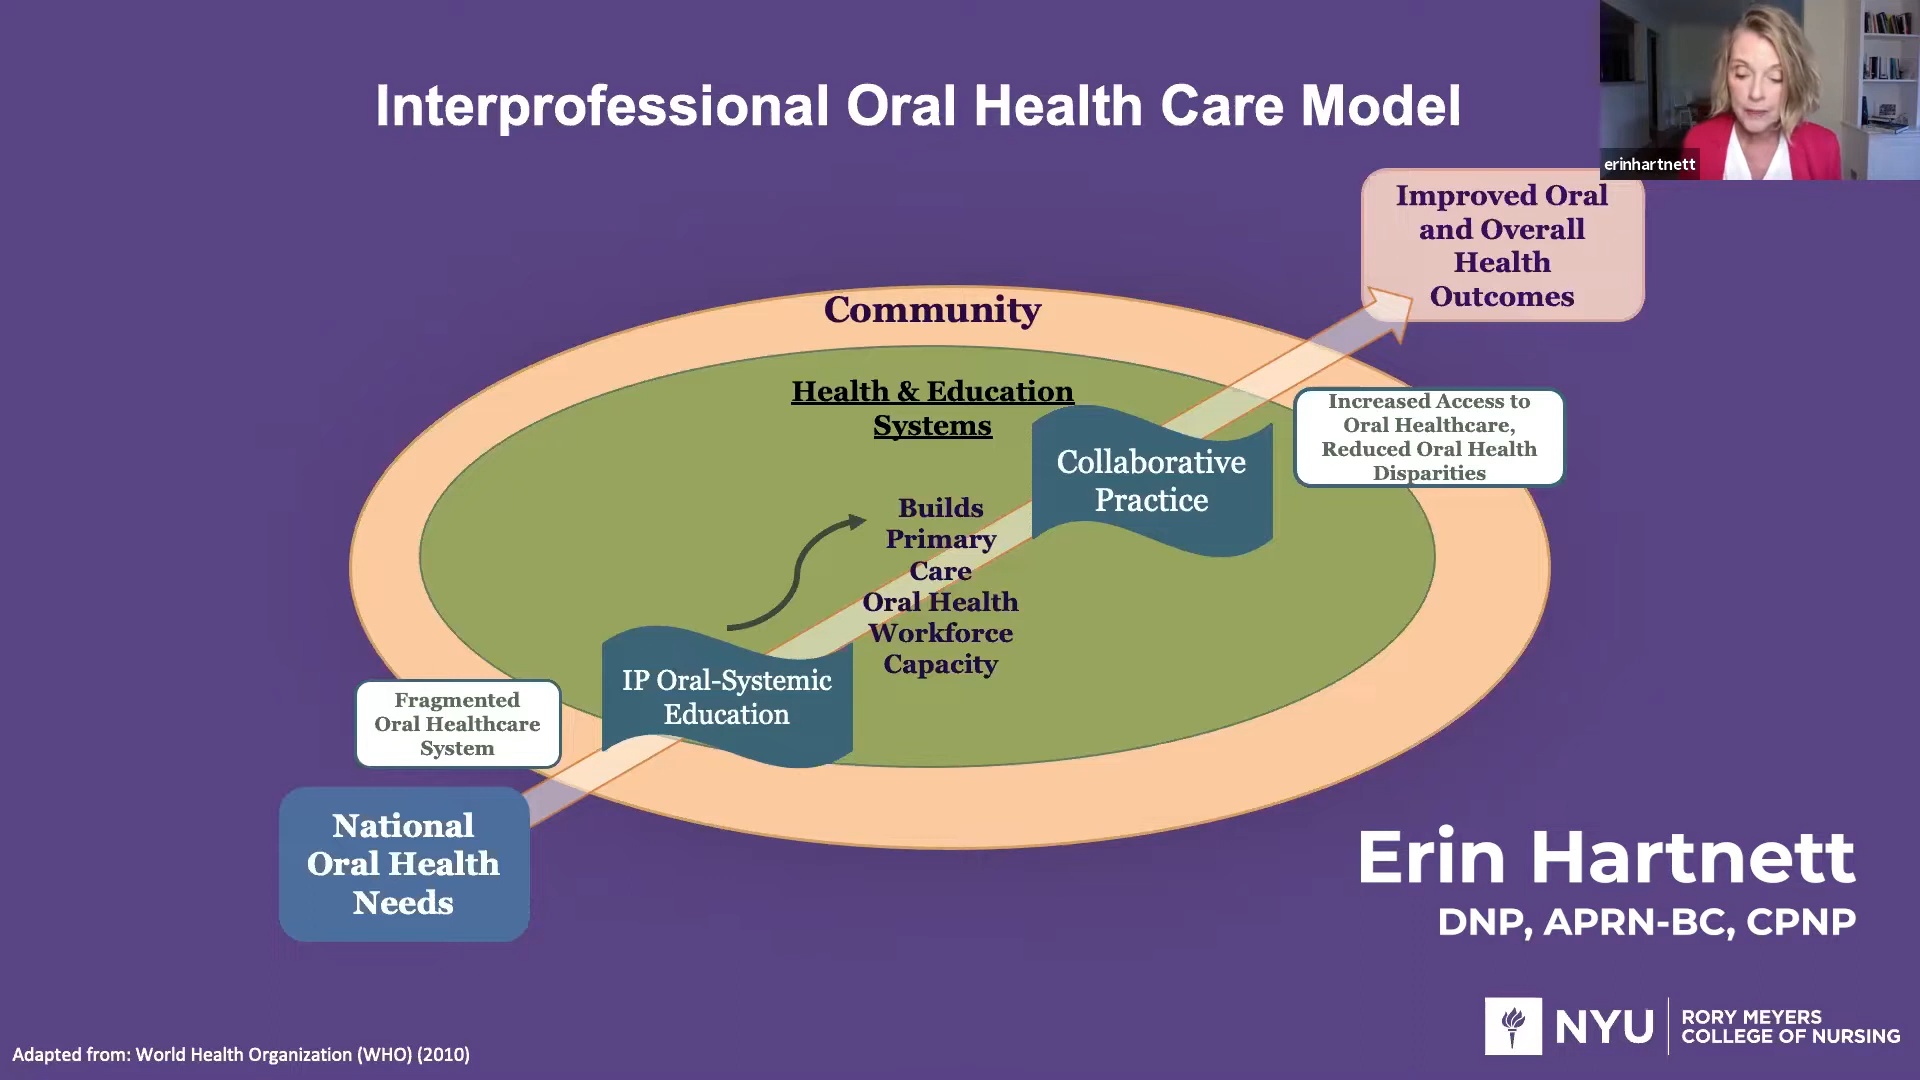 Interprofessional Oral Health Care Model
erinhartnett
Improved Oral
and Overall
Health
Outcomes
Community
Health & Education
Systems
Increased Access to
Oral Healthcare,
Reduced Oral Health
Disparities
Collaborative
Practice
Builds
Primary
Care
Oral Health
Workforce
Capacity
IP Oral-Systemic
Education
Fragmented
Oral Healthcare
System
National
Oral Health
Needs
Erin Hartnett
DNP, APRN-BC, CPNP
NYU
RORY MEYERS
COLLEGE OF NURSING
Adapted from: World Health Organization (WHO) (2010)